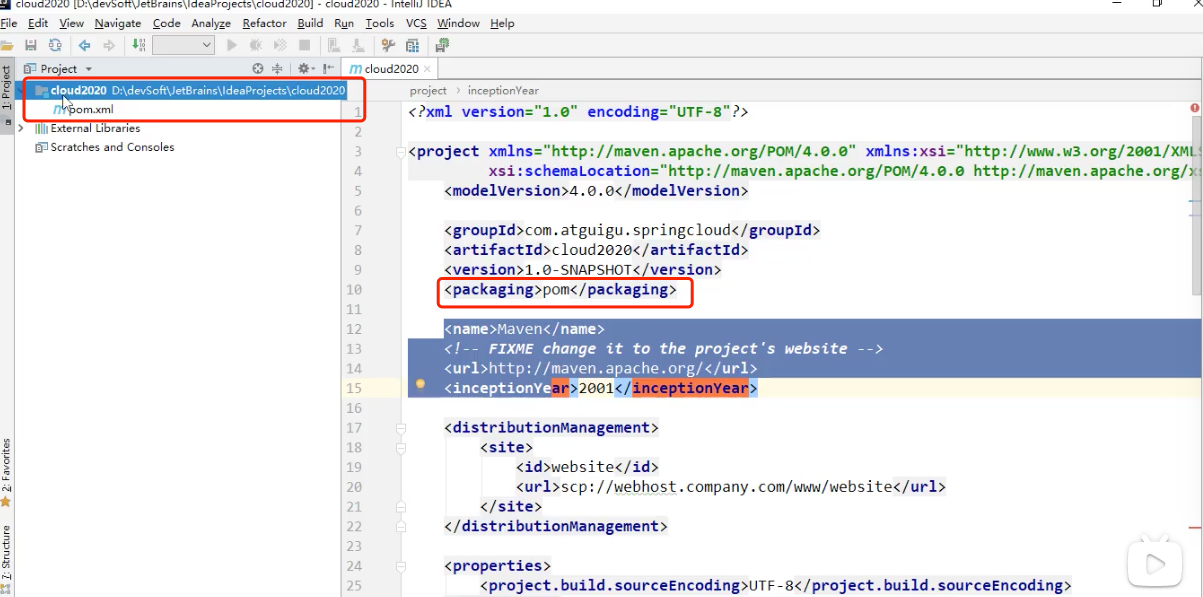 cloud2020 [D:\devSoft\JetBrains\IdeaProjects\cloud2020] - cloud2020 - IntelliJ IDEA
File Edit View Navigate Code Analyze Refactor Build Run Tools VCS Window Help
Project
cloud2020
1: Project
cloud2020 D:\devSoft\JetBrains\IdeaProjects\cloud2020
pom.xml
External Libraries
Scratches and Consoles
2: Favorites
7: Structure
project inceptionYear
1 <?xml version="1.0" encoding="UTF-8"?>
2
3 <project xmlns="http://maven.apache.org/POM/4.0.0" xmlns:xsi="http://www.w3.org/2001/XML
4 xsi:schemaLocation="http://maven.apache.org/POM/4.0.0 http://maven.apache.org/xs
5 <modelVersion>4.0.0</modelVersion>
6
7 <groupId>com.atguigu.springcloud</groupId>
8 <artifactId>cloud2020</artifactId>
9 <version>1.0-SNAPSHOT</version>
10 <packaging>pom</packaging>
11
12 <name>Maven</name>
13 <!-- FIXME change it to the project's website -->
14 <url>http://maven.apache.org/</url>
15 <inceptionYear>2001</inceptionYear>
16
17 <distributionManagement>
18 <site>
19 <id>website</id>
20 <url>scp://webhost.company.com/www/website</url>
21 </site>
22 </distributionManagement>
23
24 <properties>
25 <project.build.sourceEncoding>UTF-8</project.build.sourceEncoding>